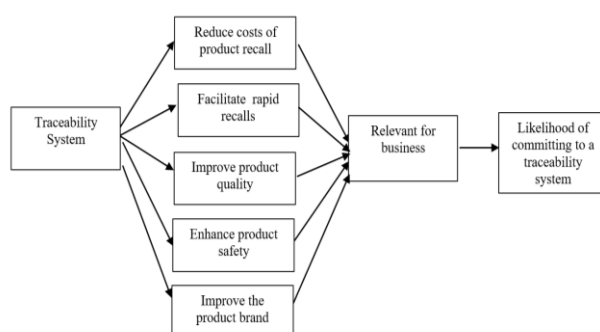 Reduce costs of
product recall
Facilitate rapid
recalls
Traceability
System
Improve product
quality
Enhance product
safety
Improve the
product brand
Relevant for
business
Likelihood of
committing to a
traceability
system